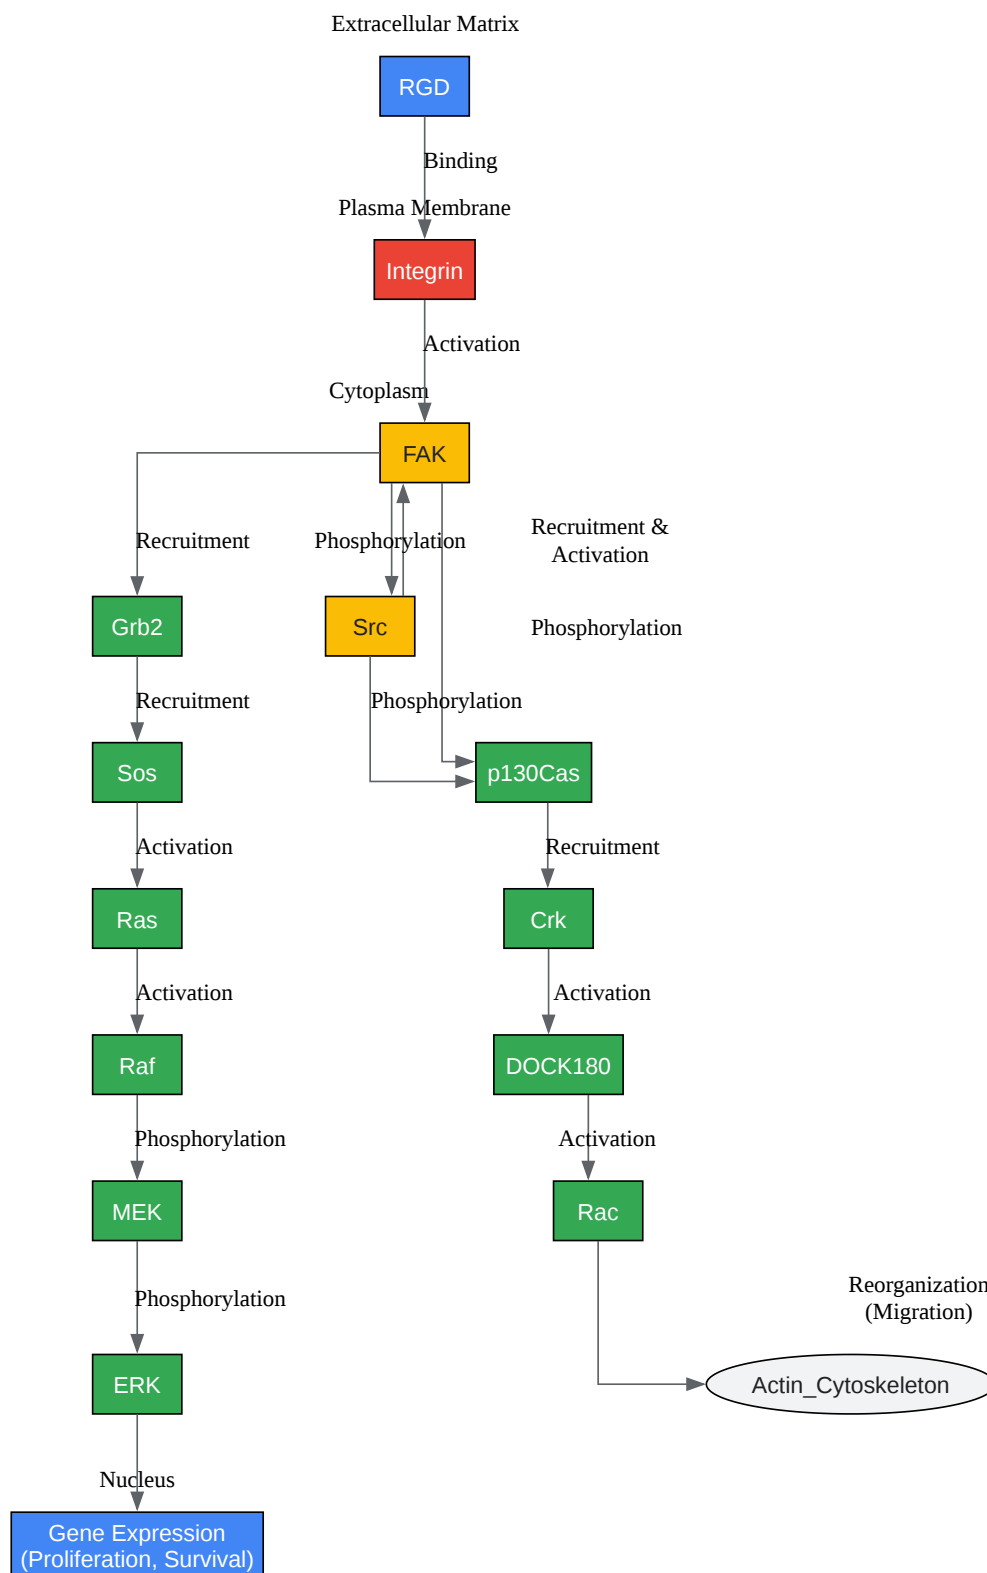 Extracellular Matrix
RGD
Binding
Plasma Membrane
Integrin
Activation
Cytoplasm
FAK
Recruitment
Phosphorylation
Recruitment &
Activation
Grb2
Src
Phosphorylation
Recruitment
Phosphorylation
Sos
p130Cas
Activation
Recruitment
Ras
Crk
Activation
Activation
Raf
DOCK180
Phosphorylation
Activation
MEK
Rac
Phosphorylation
Reorganization
(Migration)
ERK
Actin_Cytoskeleton
Nucleus
Gene Expression
(Proliferation, Survival)